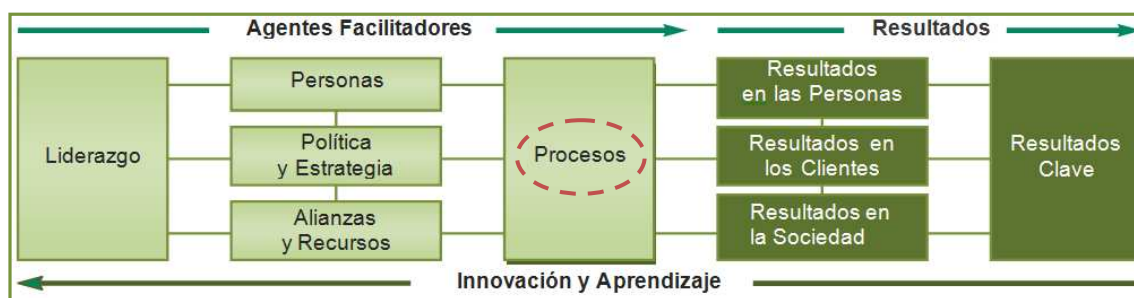 Agentes Facilitadores
Resultados
Liderazgo
Personas
Política
y Estrategia
Alianzas
y Recursos
Procesos
Resultados
en las Personas
Resultados en
los Clientes
Resultados en
la Sociedad
Resultados
Clave
Innovación y Aprendizaje